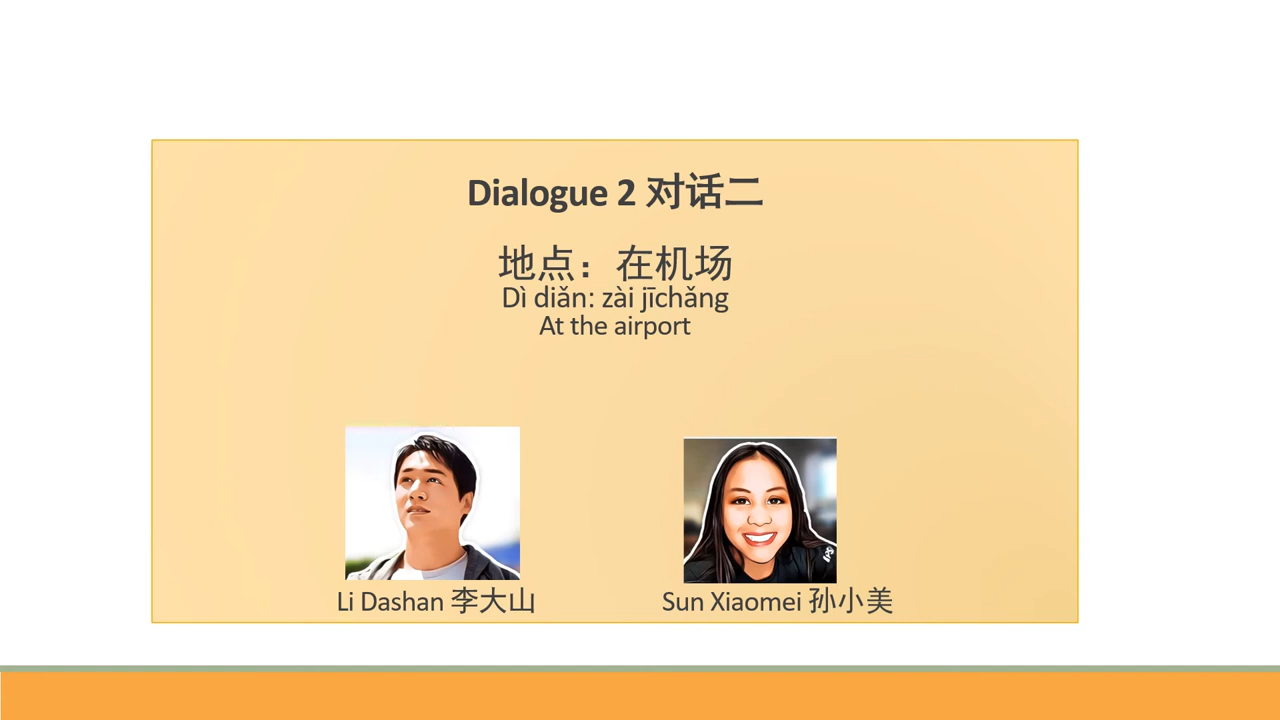 Dialogue 2 对话二
地点：在机场
Dì diǎn: zài jīchǎng
At the airport
Li Dashan 李大山
Sun Xiaomei 孙小美